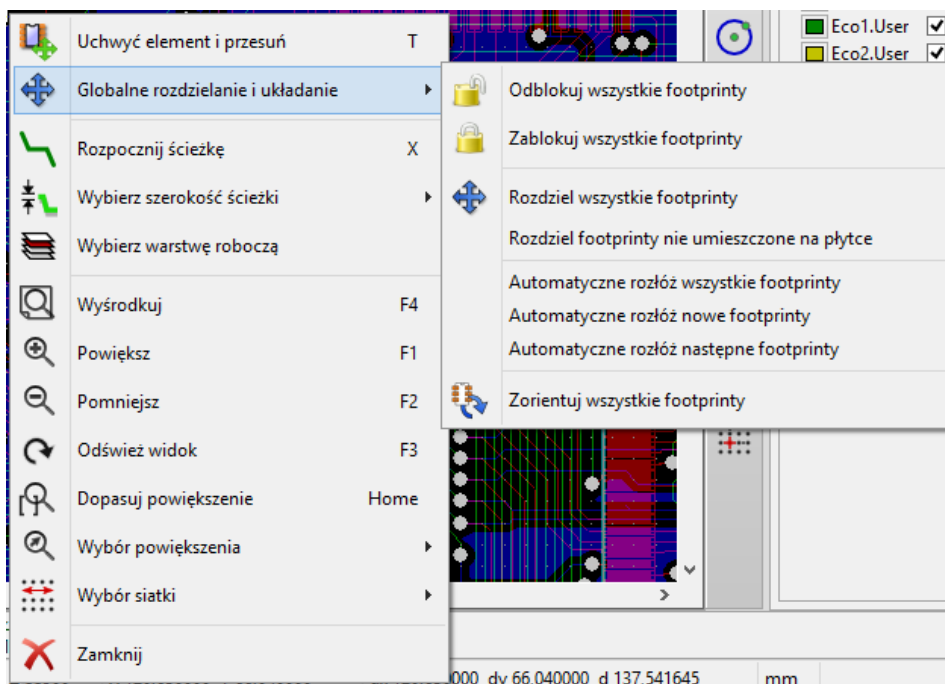 Uchwyć element i przesuń T
Globalne rozdzielanie i układanie
Rozpocznij ścieżkę X
Wybierz szerokość ścieżki
Wybierz warstwę roboczą
Wyśrodkuj F4
Powiększ F1
Pomniejsz F2
Odśwież widok F3
Dopasuj powiększenie Home
Wybór powiększenia
Wybór siatki
Zamknij
Odblokuj wszystkie footprinty
Zablokuj wszystkie footprinty
Rozdziel wszystkie footprinty
Rozdziel footprinty nie umieszczone na płytce
Automatyczne rozłóż wszystkie footprinty
Automatyczne rozłóż nowe footprinty
Automatyczne rozłóż następne footprinty
Zorientuj wszystkie footprinty
Eco1.User
Eco2.User
dy 66.040000 d 137.541645 mm